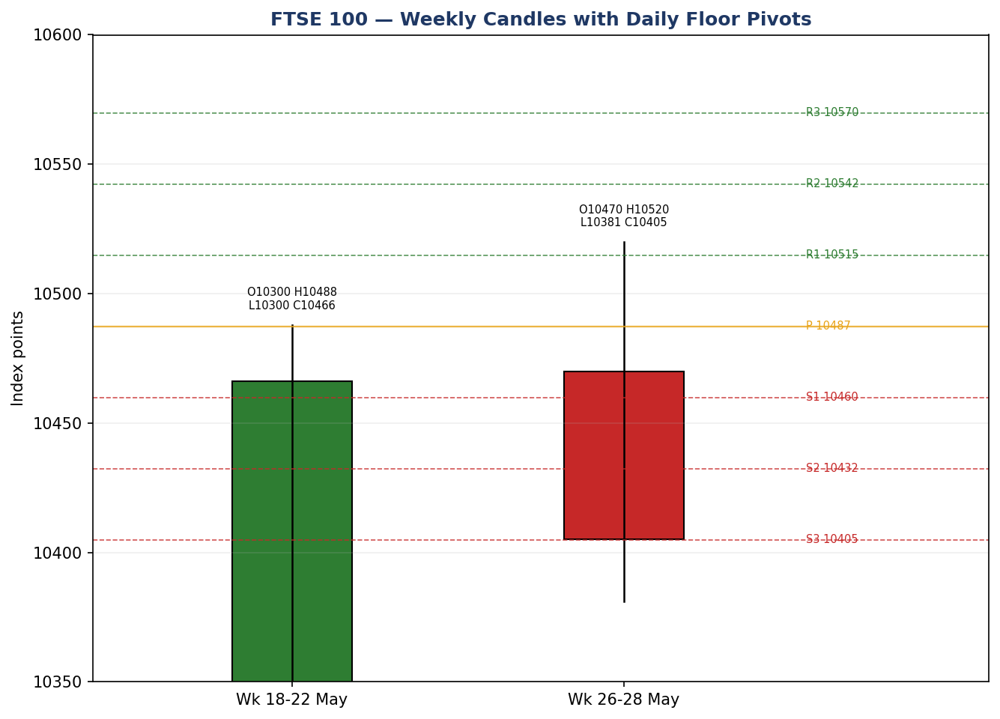 FTSE 100 — Weekly Candles with Daily Floor Pivots
10600
R3 10570
10550
R2 10542
O10470 H10520
L10381 C10405
R1 10515
10500
O10300 H10488
L10300 C10466
P 10487
Index points
S1 10460
10450
S2 10432
S3 10405
10400
10350
Wk 18-22 May
Wk 26-28 May